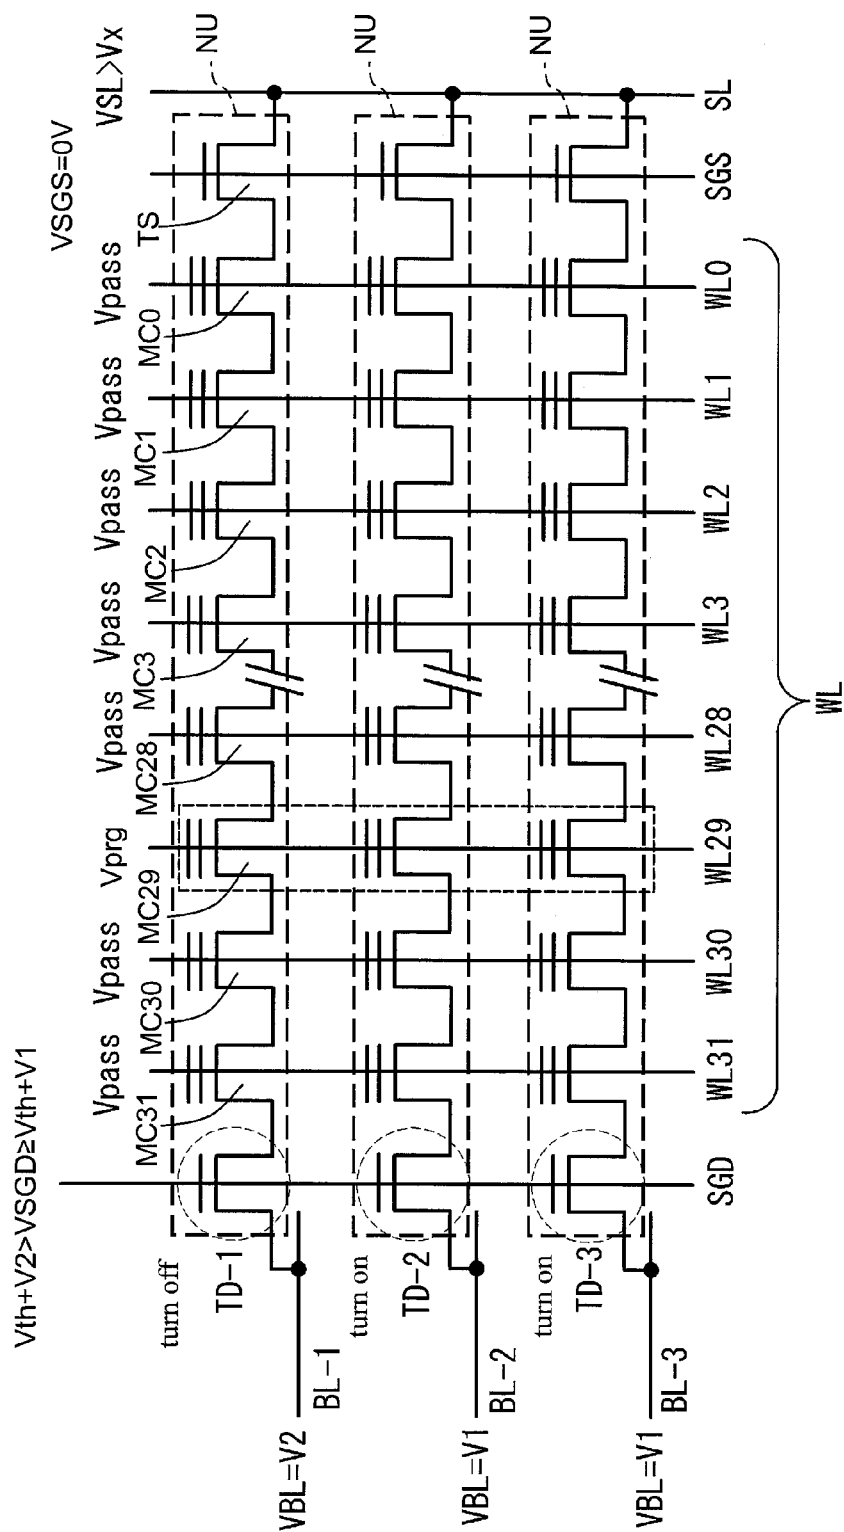 Vth+V2>VSGD≥Vth+V1
VSGS=0V
VSL>Vx
Vpass
Vpass
Vprg
Vpass
Vpass
Vpass
Vpass
Vpass
MC31
MC30
MC29
MC28
MC3
MC2
MC1
MC0
TS
NU
NU
NU
turn off
TD-1
BL-1
VBL=V2
turn on
TD-2
BL-2
VBL=V1
turn on
TD-3
BL-3
VBL=V1
SGD
WL31
WL30
WL29
WL28
WL3
WL2
WL1
WL0
SGS
SL
WL